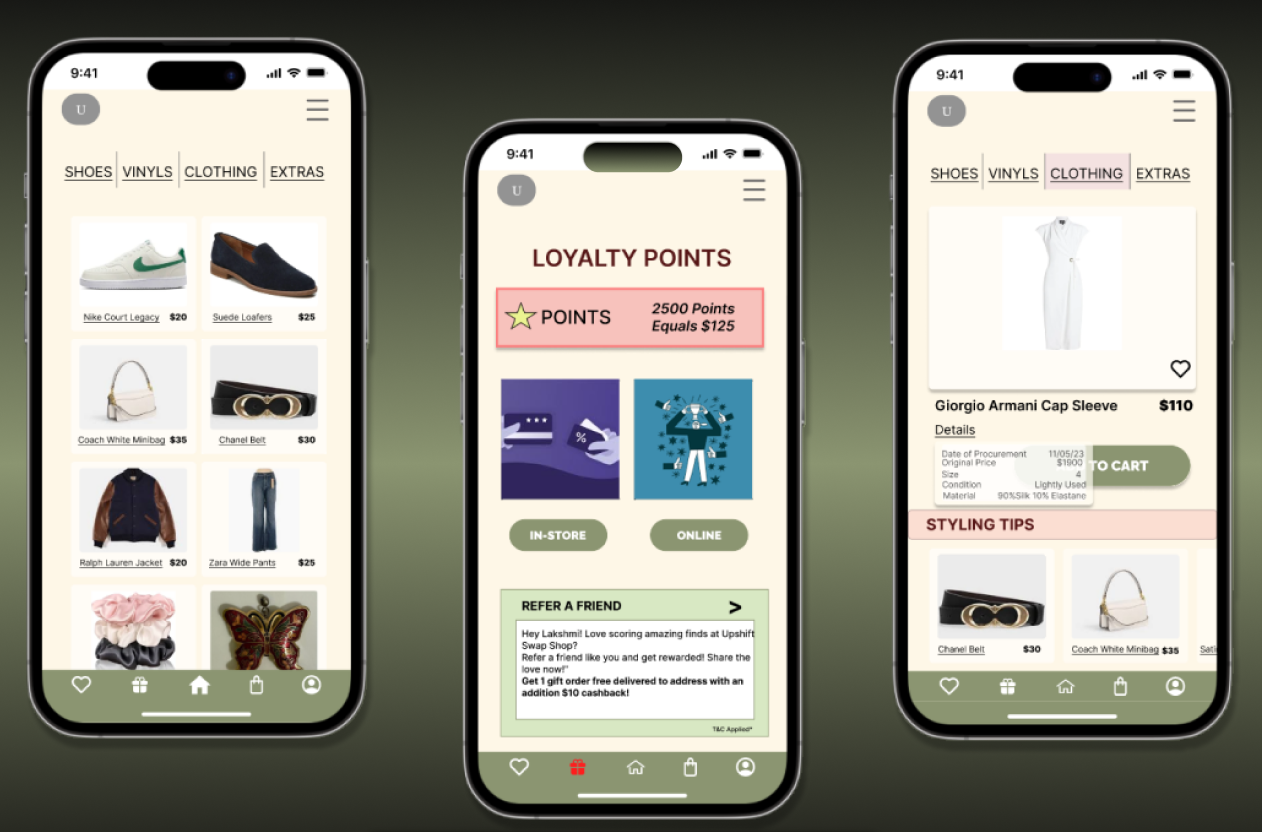 9:41
U
SHOES VINYLS CLOTHING EXTRAS
Nike Court Legacy $20
Suede Loafers $25
Coach White Minibag $35
Chanel Belt $30
Ralph Lauren Jacket $20
Zara Wide Pants $25
9:41
U
LOYALTY POINTS
POINTS
2500 Points
Equals $125
%
IN-STORE
ONLINE
REFER A FRIEND >
Hey Lakshmi! Love scoring amazing finds at Upshift
Swap Shop?
Refer a friend like you and get rewarded! Share the
love now!"
Get 1 gift order free delivered to address with an
addition $10 cashback!
T&C Applied*
9:41
U
SHOES VINYLS CLOTHING EXTRAS
Giorgio Armani Cap Sleeve $110
Details
Date of Procurement 11/05/23
Original Price $1900
Size 4
Condition Lightly Used
Material 90%Silk 10% Elastane
TO CART
STYLING TIPS
Chanel Belt $30
Coach White Minibag $35